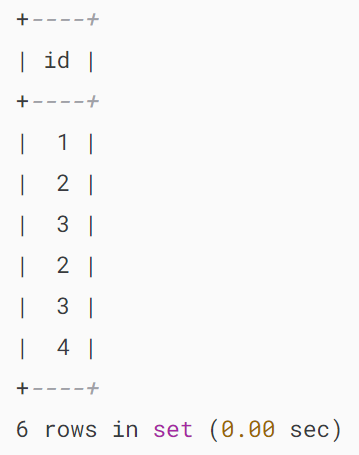 +----+
| id |
+----+
|  1 |
|  2 |
|  3 |
|  2 |
|  3 |
|  4 |
+----+
6 rows in set (0.00 sec)